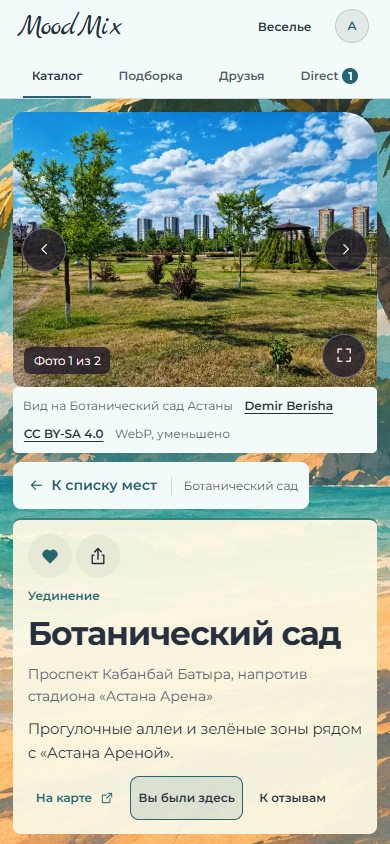 Mood Mix
Веселье
A
Каталог
Подборка
Друзья
Direct 1
Фото 1 из 2
Вид на Ботанический сад Астаны Demir Berisha
CC BY-SA 4.0 WebP, уменьшено
← К списку мест
Ботанический сад
Уединение
Ботанический сад
Проспект Кабанбай Батыра, напротив
стадиона «Астана Арена»
Прогулочные аллеи и зелёные зоны рядом
с «Астана Ареной».
На карте
Вы были здесь
К отзывам